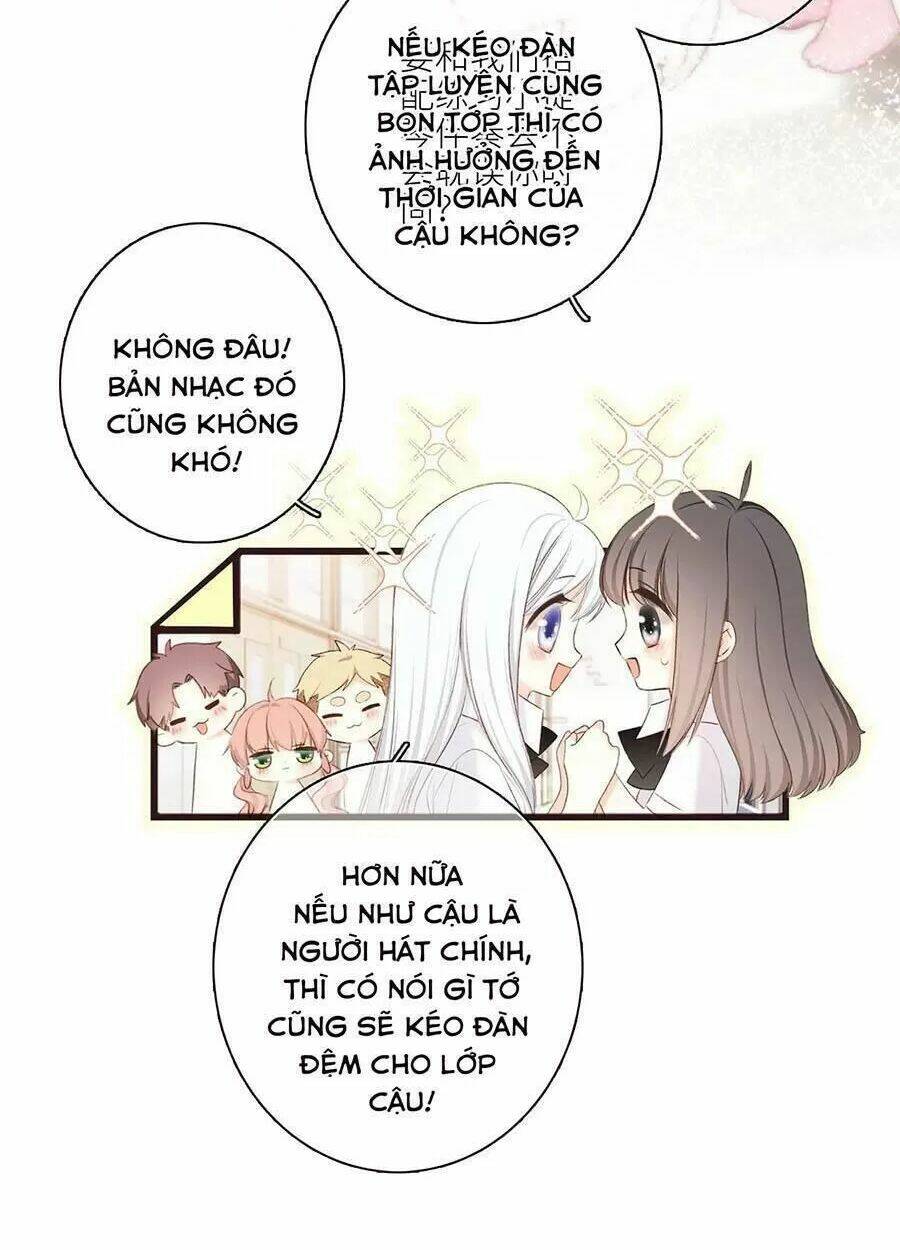 NẾU KÉO ĐÀN
TẬP LUYỆN CÙNG
BỌN TỚP THÌ CÓ
ẢNH HƯỞNG ĐẾN
THỜI GIAN CỦA
CẬU KHÔNG?
KHÔNG ĐÂU!
BẢN NHẠC ĐÓ
CŨNG KHÔNG
KHÓ!
HƠN NỮA
NẾU NHƯ CẬU LÀ
NGƯỜI HÁT CHÍNH,
THÌ CÓ NÓI GÌ TỚ
CŨNG SẼ KÉO ĐÀN
ĐỆM CHO LỚP
CẬU!